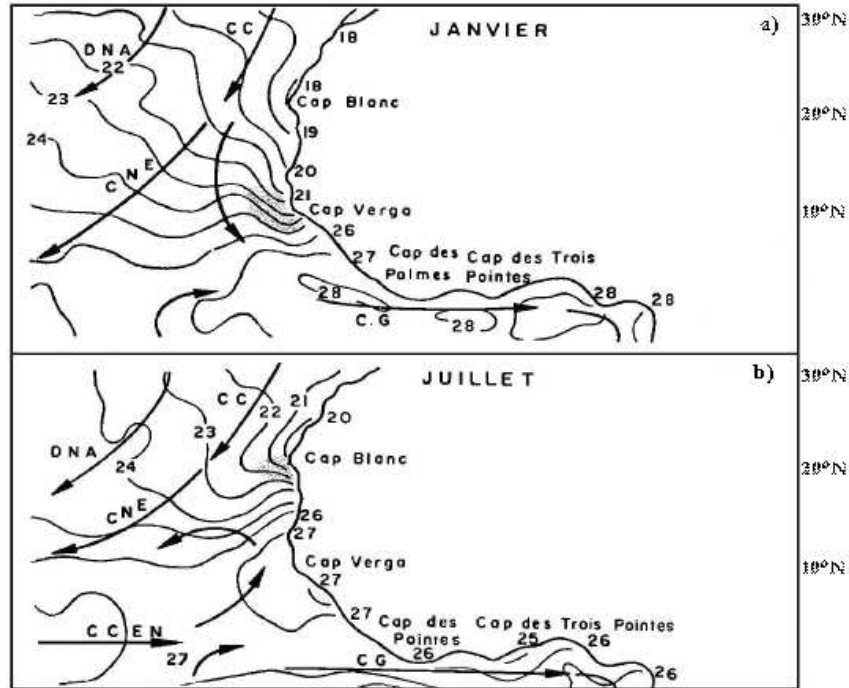 JANVIER a) 30°N
CC 18
DNA
22
23 18 Cap Blanc
20°N
24 19
CNE 20
21
Cap Verga 10°N
26
27 Cap des Cap des Trois
Palmes Pointes
28 28 28
C.G 28
JUILLET b) 30°N
CC 22 21
20
23
DNA Cap Blanc
24 20°N
CNE
26
27
Cap Verga 10°N
27
27 Cap des Cap des Trois Pointes
Pointes
CCEN 26 25 26
27 CG 26